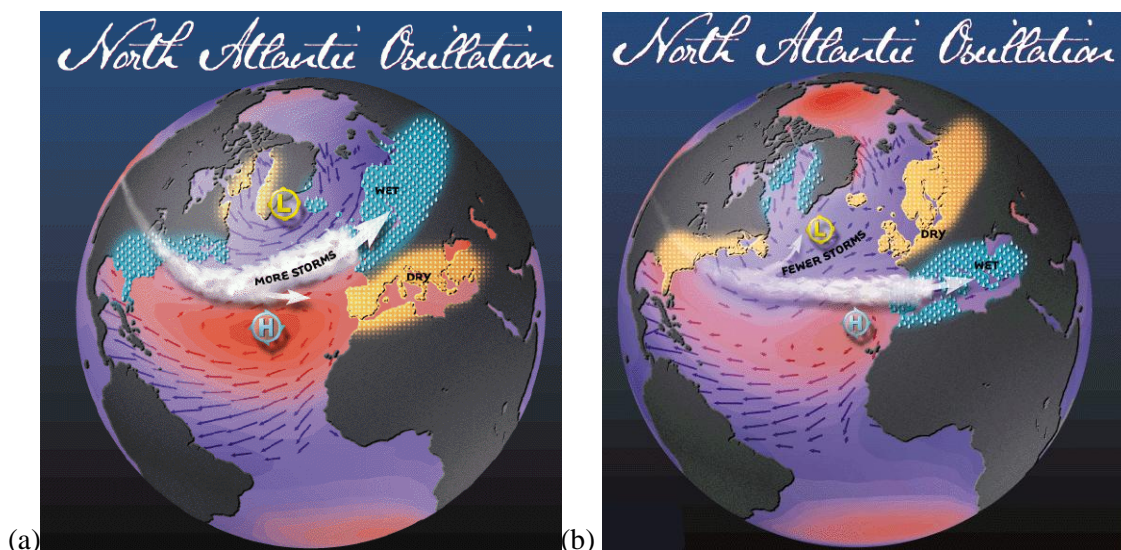 North Atlantic Oscillation
WET
L
MORE STORMS
DRY
H
(a)
North Atlantic Oscillation
L
DRY
FEWER STORMS
WET
H
(b)